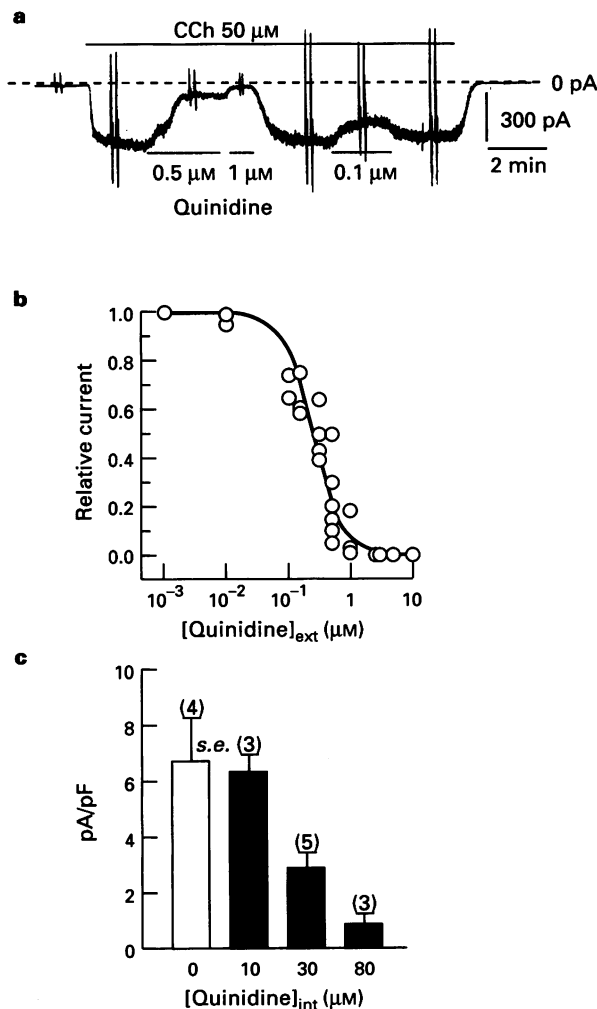 a
CCh 50 μM
0 pA
300 pA
2 min
0.5 μM 1 μM 0.1 μM
Quinidine
b
1.0
0.8
0.6
0.4
0.2
0.0
Relative current
10⁻³ 10⁻² 10⁻¹ 1 10
[Quinidine]ext (μM)
c
10
8
6
4
2
0
pA/pF
(4)
s.e. (3)
(5)
(3)
0 10 30 80
[Quinidine]int (μM)